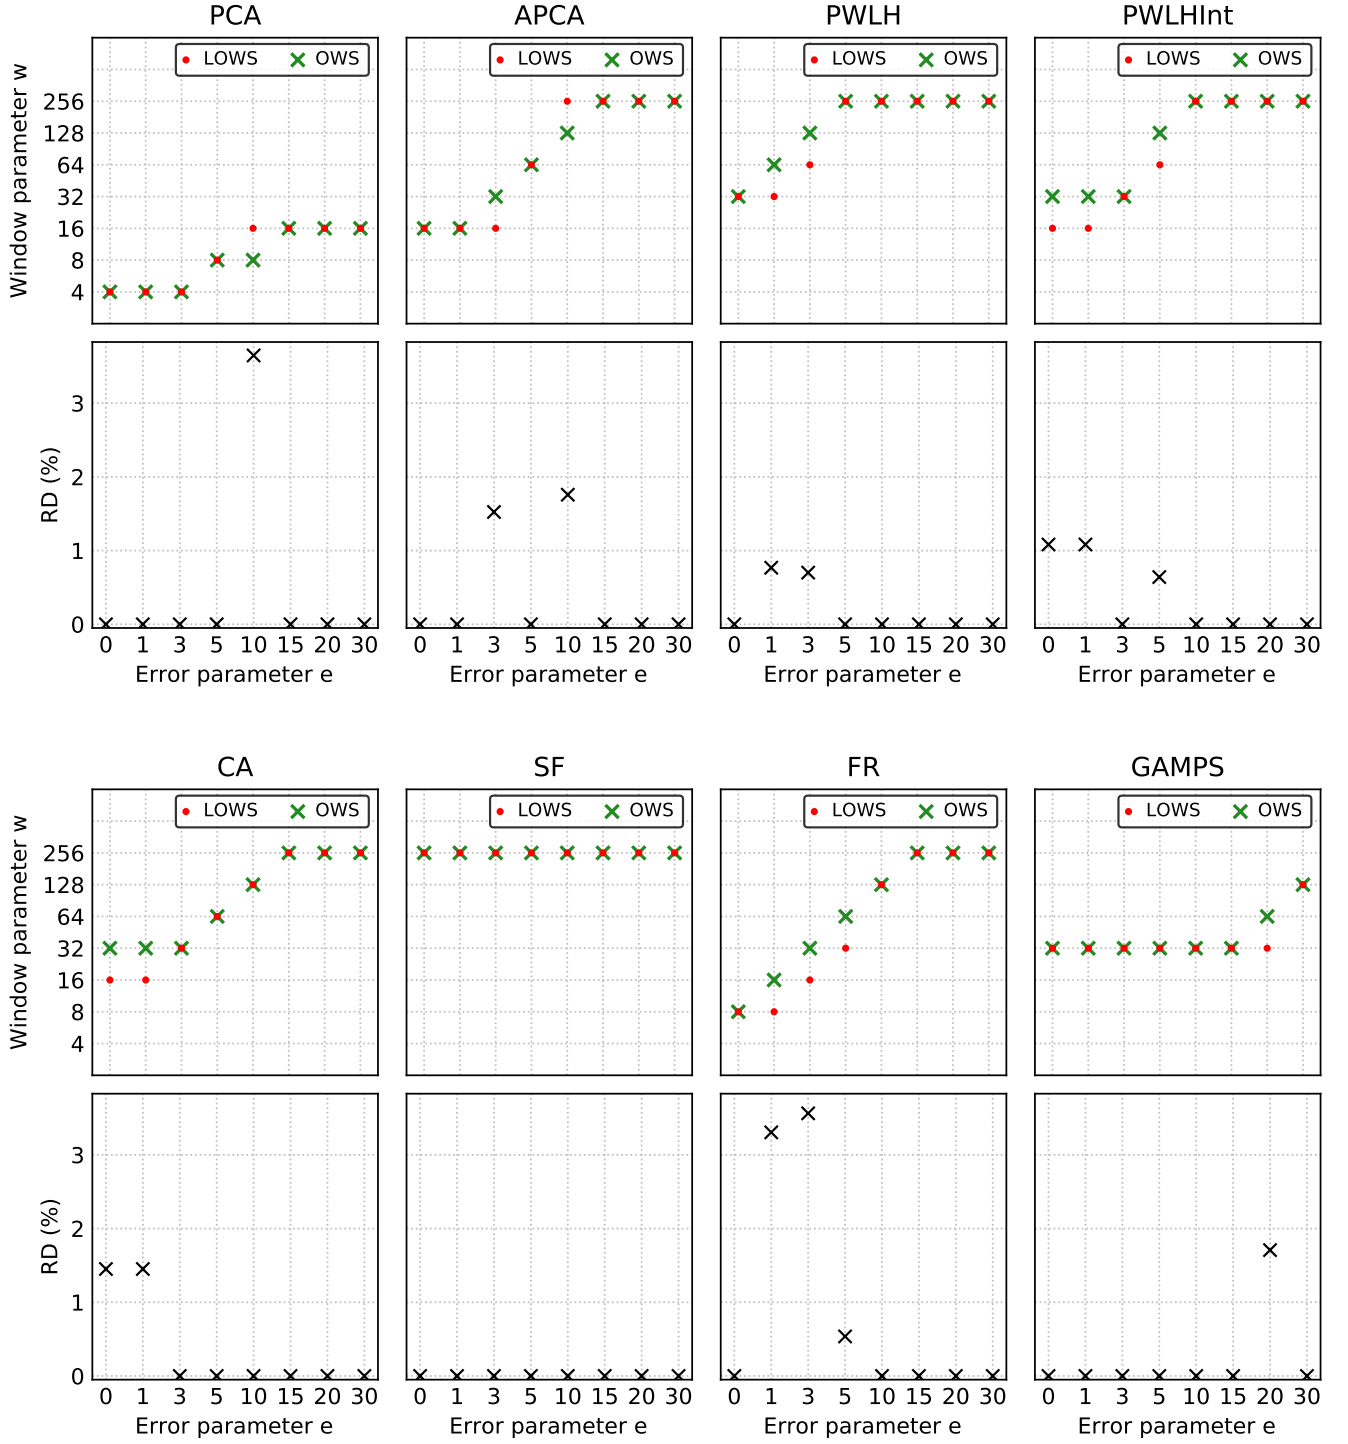 PCA APCA PWLH PWLHInt
LOWS OWS LOWS OWS LOWS OWS LOWS OWS
Window parameter w
256
128
64
32
16
8
4
RD (%)
3
2
1
0
0 1 3 5 10 15 20 30 0 1 3 5 10 15 20 30 0 1 3 5 10 15 20 30 0 1 3 5 10 15 20 30
Error parameter e Error parameter e Error parameter e Error parameter e
CA SF FR GAMPS
LOWS OWS LOWS OWS LOWS OWS LOWS OWS
Window parameter w
256
128
64
32
16
8
4
RD (%)
3
2
1
0
0 1 3 5 10 15 20 30 0 1 3 5 10 15 20 30 0 1 3 5 10 15 20 30 0 1 3 5 10 15 20 30
Error parameter e Error parameter e Error parameter e Error parameter e